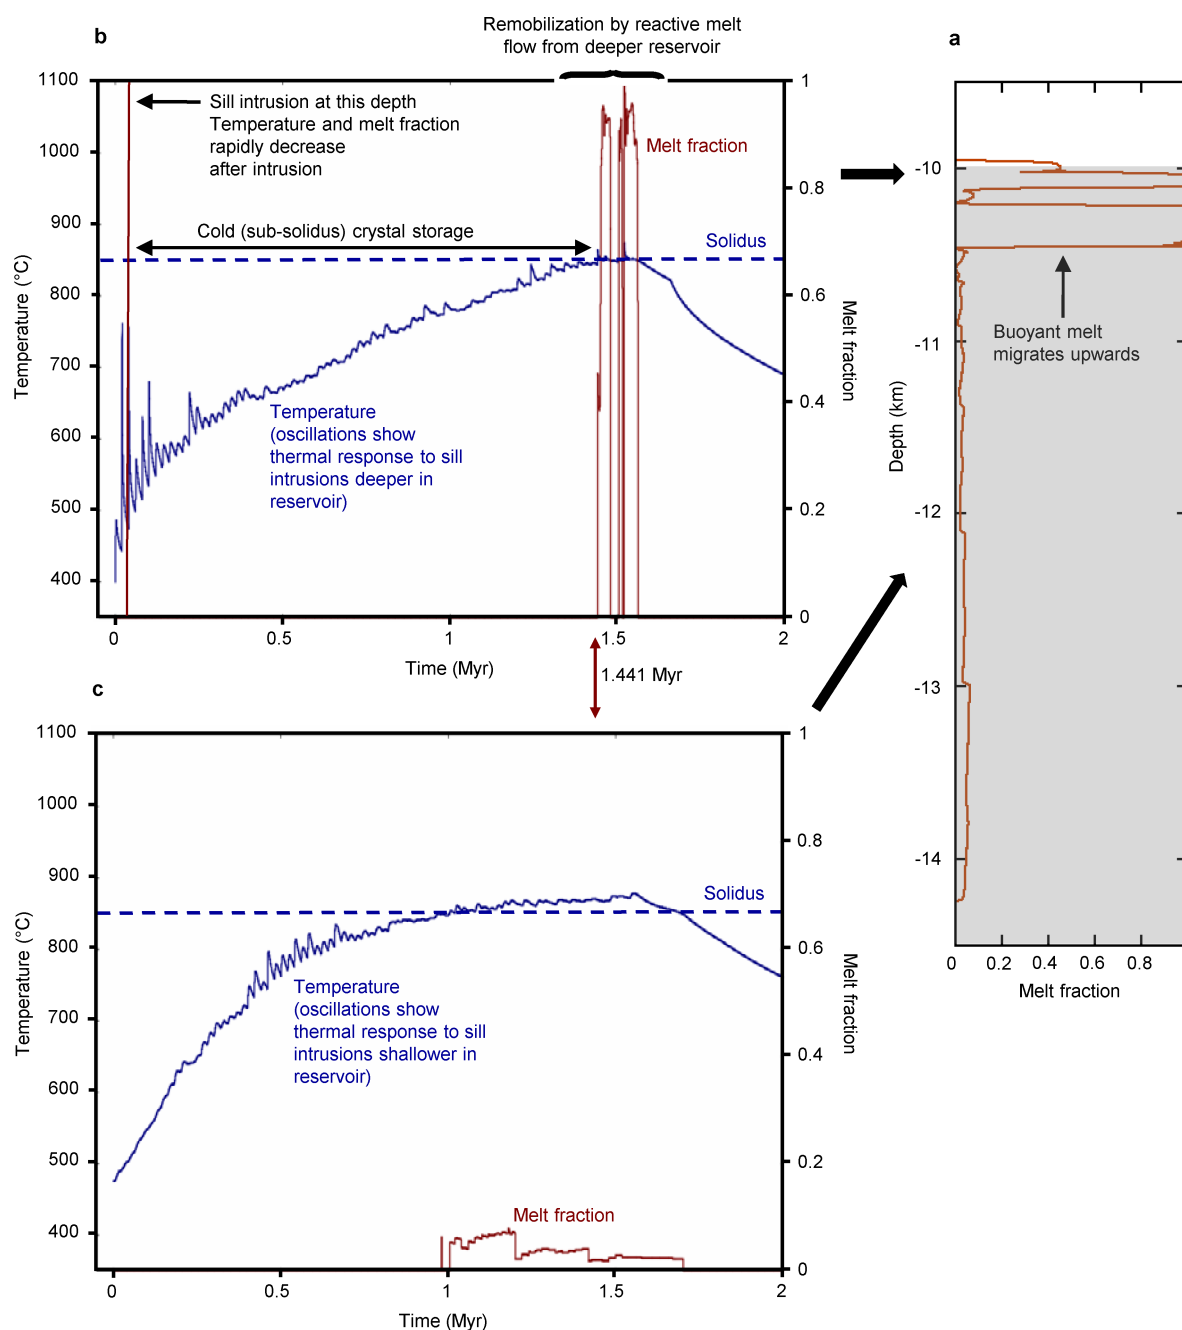 b
Remobilization by reactive melt
flow from deeper reservoir
1100
1000
900
800
700
600
500
400
Temperature (°C)
Sill intrusion at this depth
Temperature and melt fraction
rapidly decrease
after intrusion
Melt fraction
Cold (sub-solidus) crystal storage
Solidus
Temperature
(oscillations show
thermal response to sill
intrusions deeper in
reservoir)
1
0.8
0.6
0.4
0.2
0
Melt fraction
0
0.5
1
1.5
2
Time (Myr)
1.441 Myr
a
-10
-11
-12
-13
-14
Depth (km)
Buoyant melt
migrates upwards
0
0.2
0.4
0.6
0.8
Melt fraction
c
1100
1000
900
800
700
600
500
400
Temperature (°C)
Solidus
Temperature
(oscillations show
thermal response to sill
intrusions shallower in
reservoir)
Melt fraction
1
0.8
0.6
0.4
0.2
0
Melt fraction
0
0.5
1
1.5
2
Time (Myr)